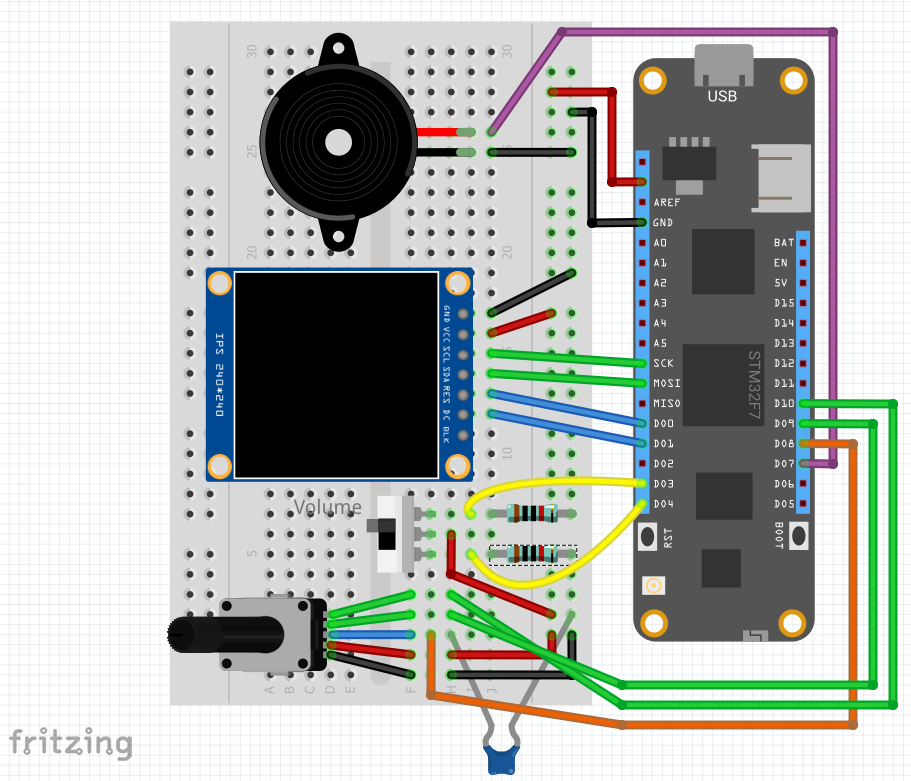 30
30
25
20
20
15
10
5
A B C D E F H I J
USB
AREF
GND
A0
A1
A2
A3
A4
A5
SCK
MOSI
MISO
D00
D01
D02
D03
D04
RST
BAT
EN
5V
D15
D14
D13
D12
D11
D10
D09
D08
D07
D06
D05
BOOT
STM32F7
IPS 240*240
GND VCC SCL SDA RES DC BLK
Volume
fritzing